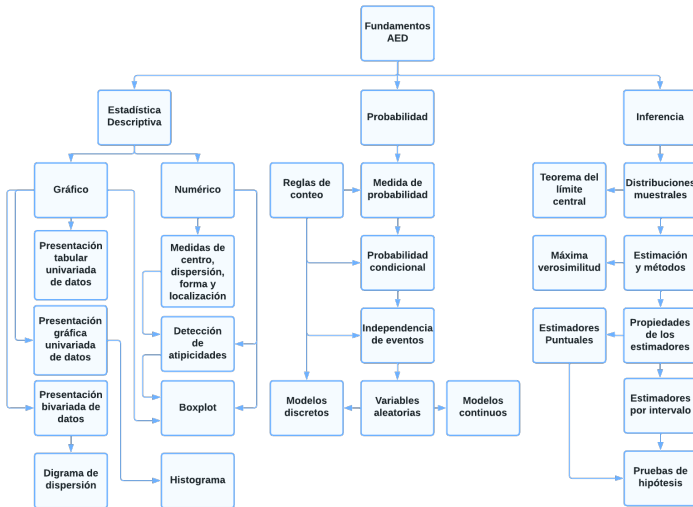 Fundamentos
AED
Estadística
Descriptiva
Probabilidad
Inferencia
Gráfico
Numérico
Reglas de
conteo
Medida de
probabilidad
Teorema del
límite
central
Distribuciones
muestrales
Presentación
tabular
univariada
de datos
Medidas de
centro,
dispersión,
forma y
localización
Probabilidad
condicional
Máxima
verosimilitud
Estimación
y métodos
Presentación
gráfica
univariada
de datos
Detección
de
atipicidades
Independencia
de eventos
Estimadores
Puntuales
Propiedades
de los
estimadores
Presentación
bivariada de
datos
Boxplot
Modelos
discretos
Variables
aleatorias
Modelos
continuos
Estimadores
por intervalo
Digrama de
dispersión
Histograma
Pruebas de
hipótesis